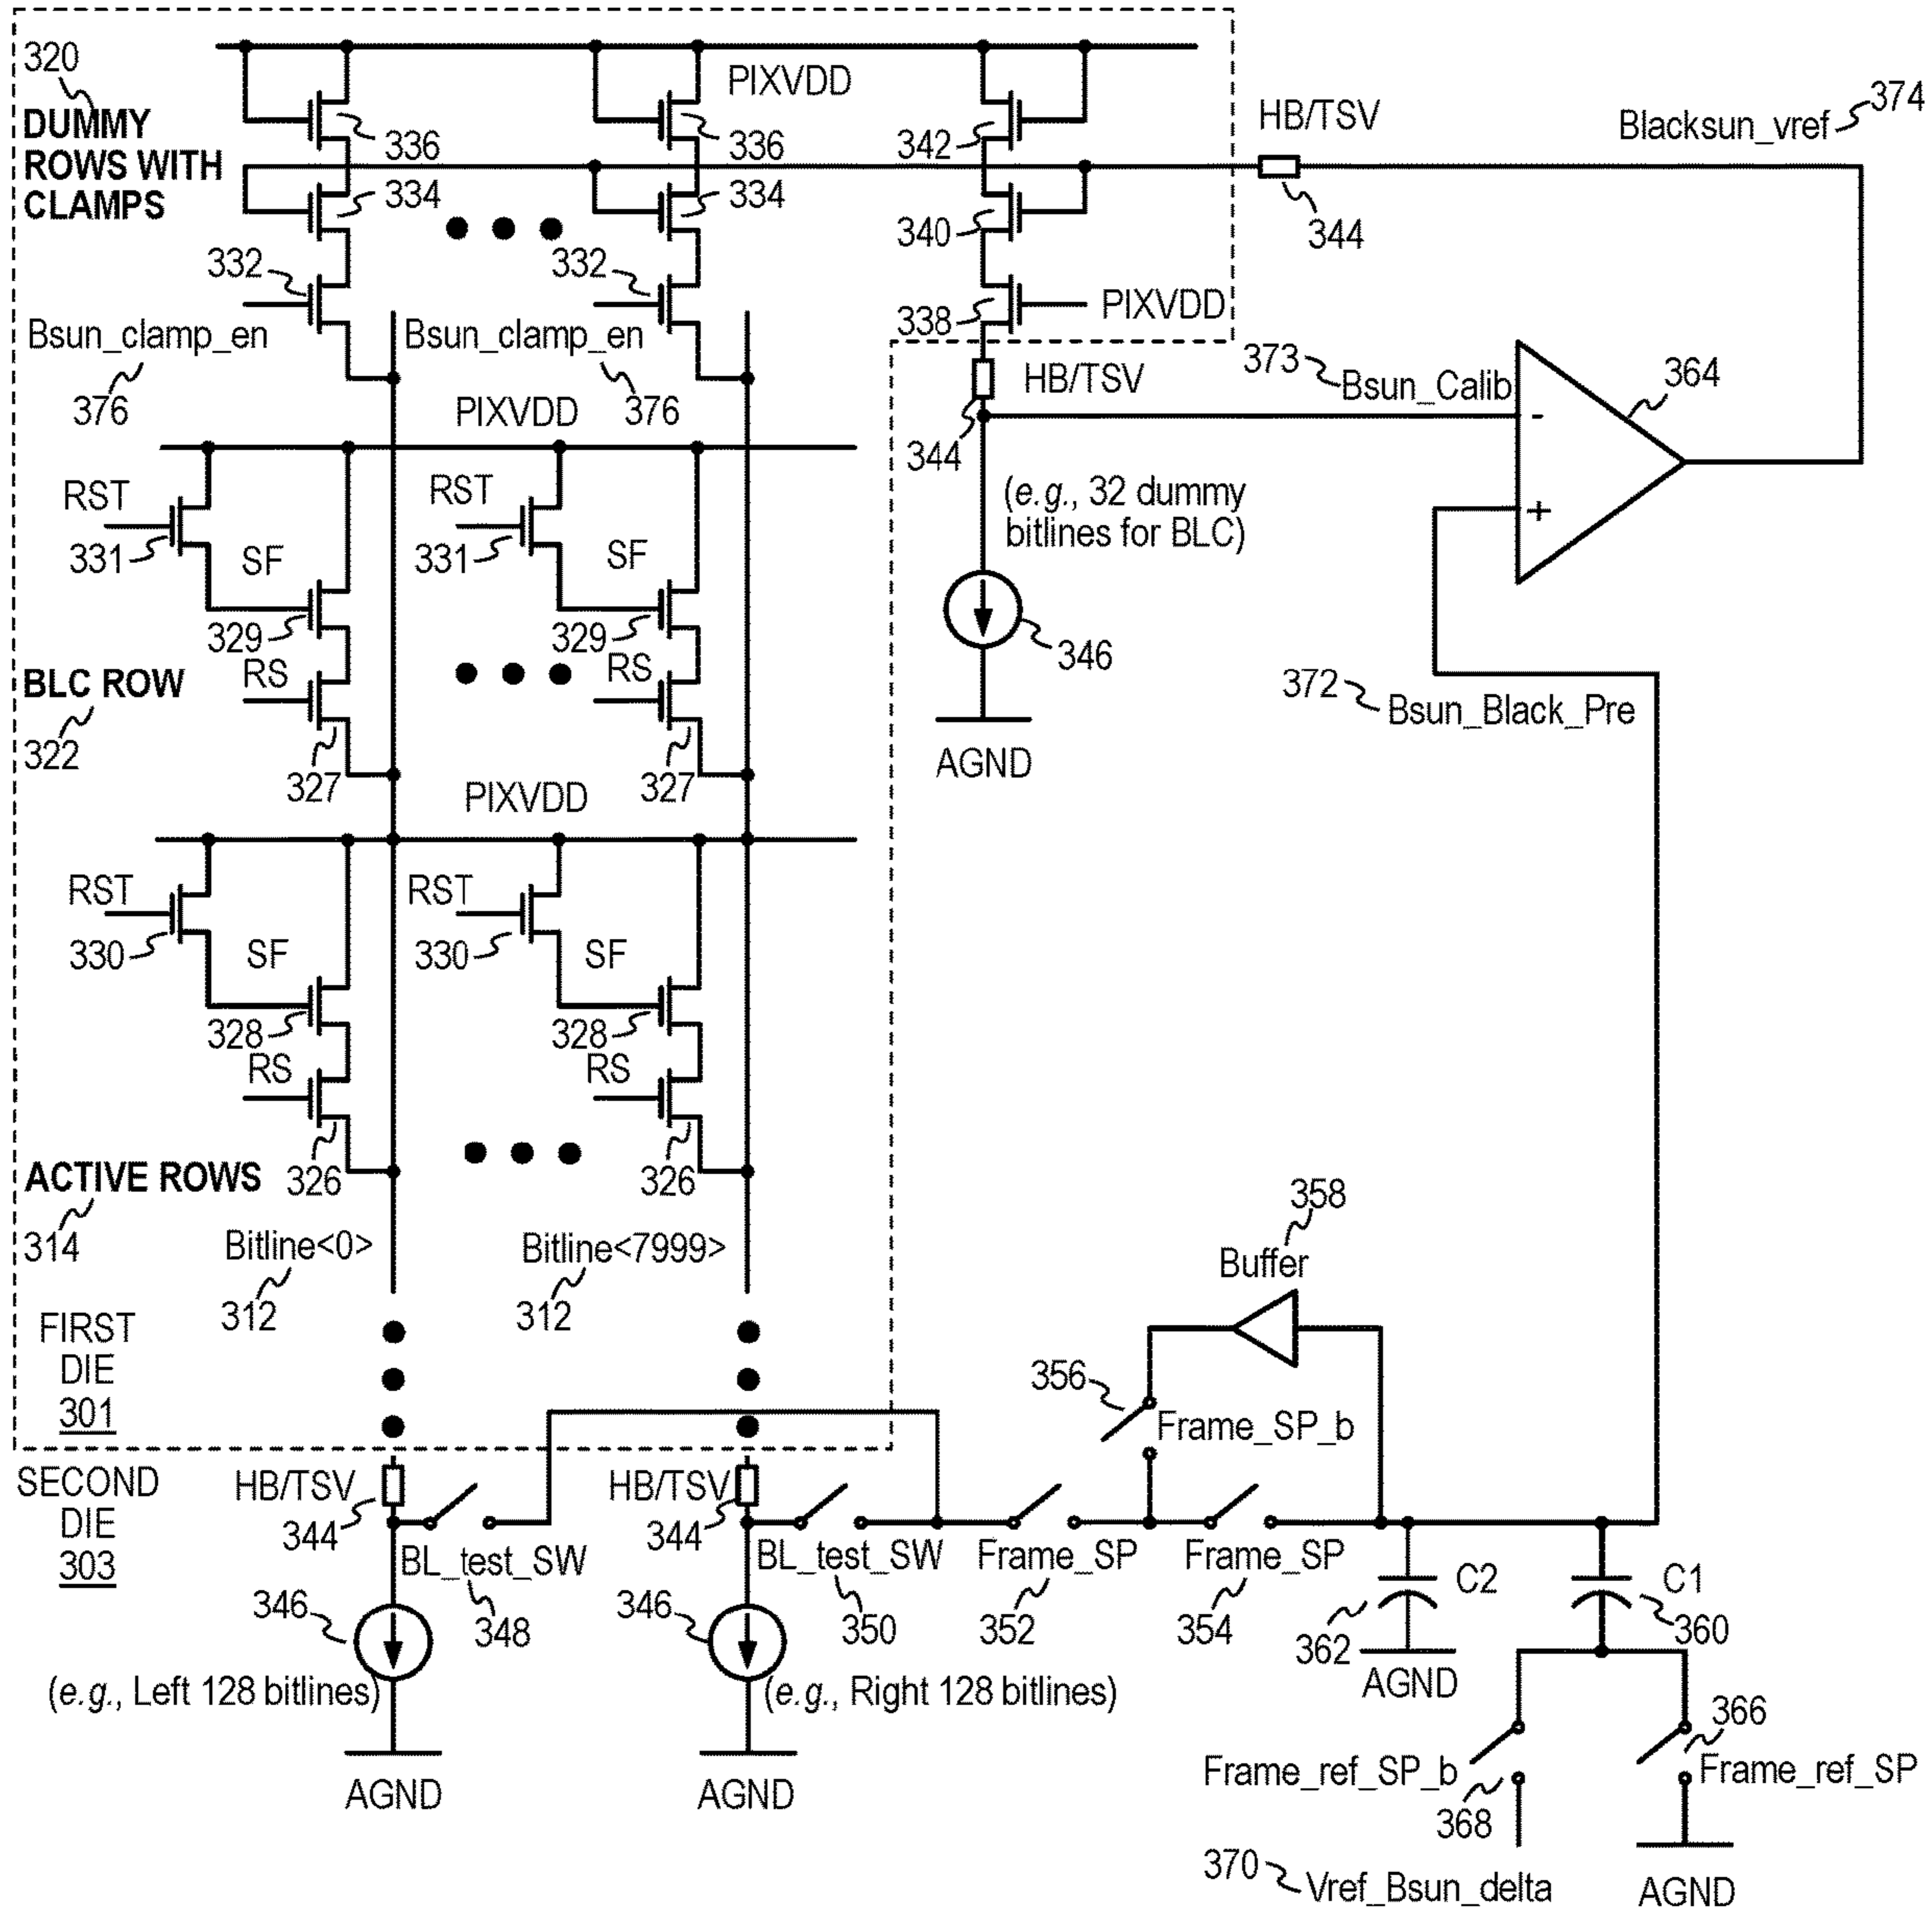 320
DUMMY
ROWS WITH
CLAMPS
PIXVDD
336
336
342
HB/TSV
Blacksun_vref
374
334
334
340
344
332
332
338
PIXVDD
Bsun_clamp_en
376
Bsun_clamp_en
376
HB/TSV
344
373
Bsun_Calib
364
-
+
PIXVDD
RST
331
SF
RST
331
SF
(e.g., 32 dummy
bitlines for BLC)
329
329
346
BLC ROW
322
RS
RS
327
327
372
Bsun_Black_Pre
AGND
PIXVDD
RST
330
SF
RST
330
SF
328
328
RS
RS
326
326
ACTIVE ROWS
314
Bitline<0>
312
Bitline<7999>
312
358
Buffer
FIRST
DIE
301
356
Frame_SP_b
SECOND
DIE
303
HB/TSV
344
HB/TSV
344
BL_test_SW
348
BL_test_SW
350
Frame_SP
352
Frame_SP
354
C2
362
C1
360
346
346
(e.g., Left 128 bitlines)
(e.g., Right 128 bitlines)
AGND
366
Frame_ref_SP_b
368
Frame_ref_SP
AGND
AGND
370
Vref_Bsun_delta
AGND